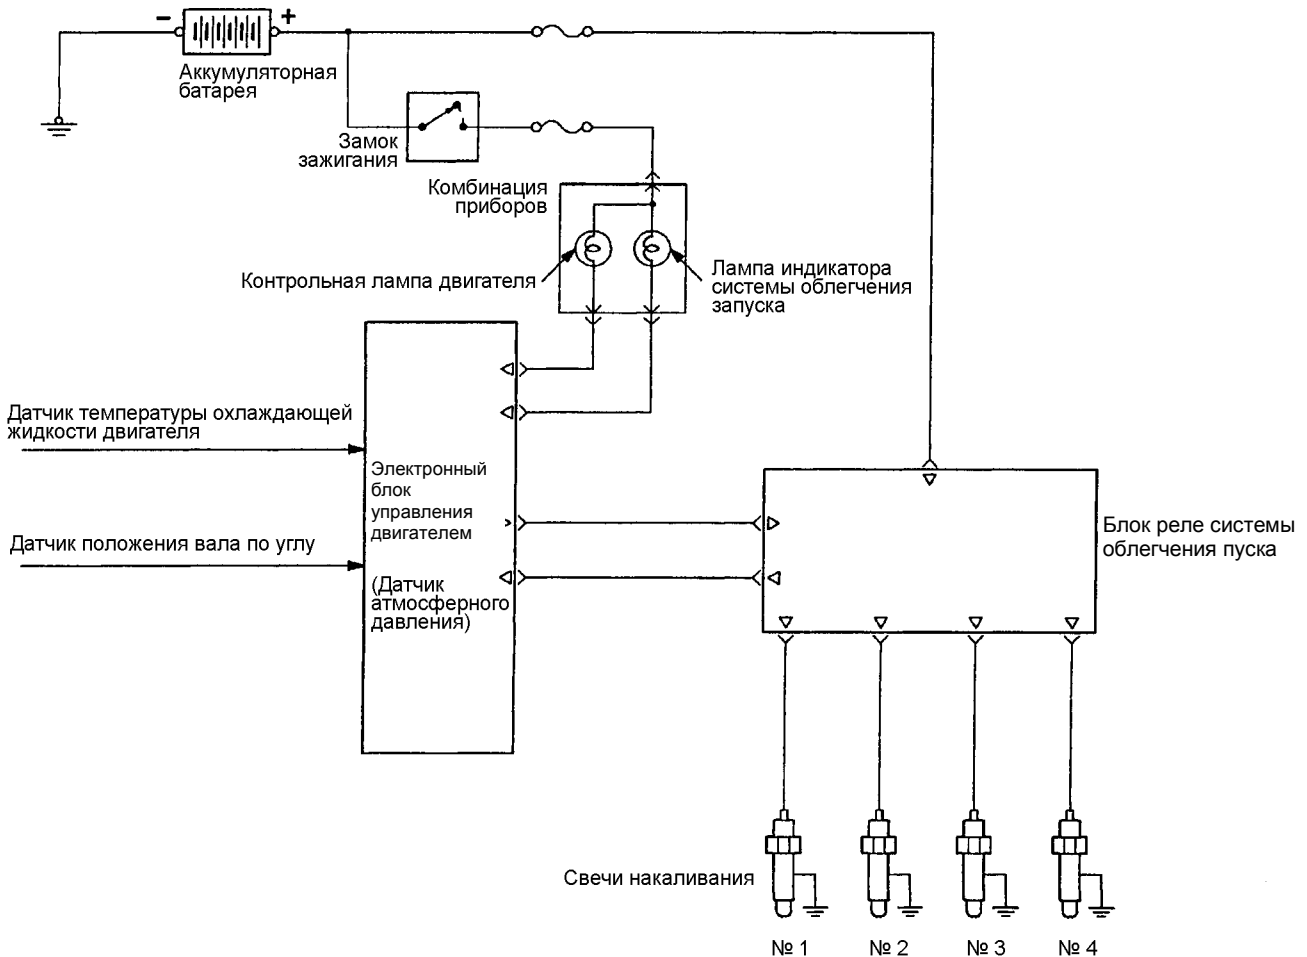 − +
Аккумуляторная
батарея
Замок
зажигания
Комбинация
приборов
Контрольная лампа двигателя
Лампа индикатора
системы облегчения
запуска
Датчик температуры охлаждающей
жидкости двигателя
Электронный
блок
управления
двигателем
Датчик положения вала по углу
(Датчик
атмосферного
давления)
Блок реле системы
облегчения пуска
Свечи накаливания
№ 1 № 2 № 3 № 4